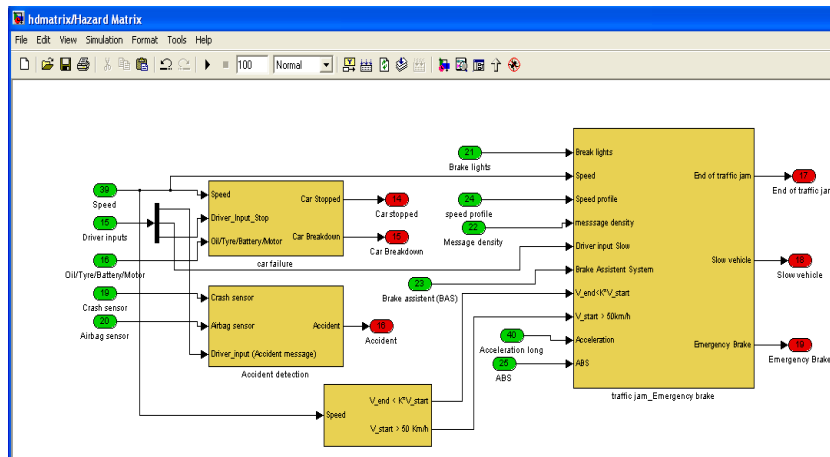 hdmatrix/Hazard Matrix
File Edit View Simulation Format Tools Help
100 Normal
21
Brake lights
Break lights
End of traffic jam
17
End of traffic jam
39
Speed
Speed
Car Stopped
14
Car stopped
Speed
24
speed profile
Speed profile
15
Driver inputs
Driver_Input_Stop
22
Message density
messsage density
16
Oil/Tyre/Battery/Motor
Oil/Tyre/Battery/Motor
Car Breakdown
Car Breakdown
car failure
Driver input Slow
Slow vehicle
Slow vehicle
23
Brake assistent (BAS)
Brake Assistent System
19
Crash sensor
Crash sensor
20
Airbag sensor
Airbag sensor
Accident
Accident
Driver_input (Accident message)
Accident detection
V_end<K*V_start
V_start > 50km/h
40
Acceleration long
Acceleration
Emergency Brake
Emergency Brake
25
ABS
ABS
traffic jam_Emergency brake
Speed
V_end < K*V_start
V_start > 50 Km/h